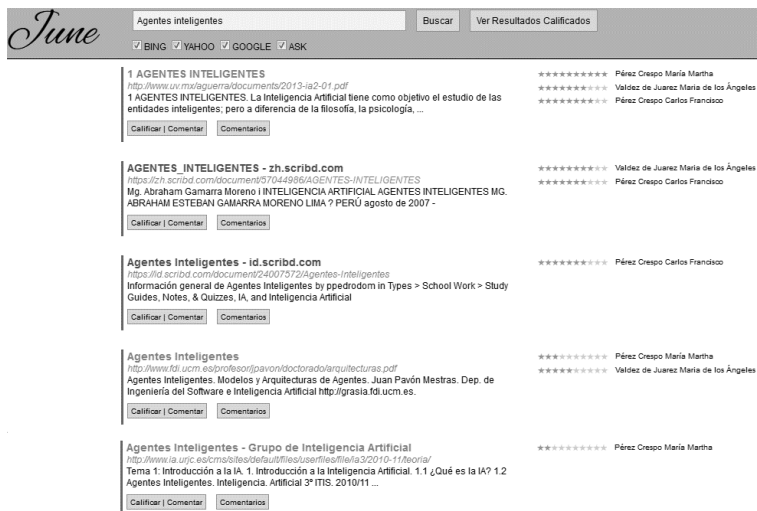 June
Agentes inteligentes
Buscar
Ver Resultados Calificados
BING YAHOO GOOGLE ASK
1 AGENTES INTELIGENTES
http://www.uv.mx/aguerra/documents/2013-ia2-01.pdf
1 AGENTES INTELIGENTES. La Inteligencia Artificial tiene como objetivo el estudio de las
entidades inteligentes; pero a diferencia de la filosofía, la psicología, ...
Calificar | Comentar
Comentarios
Pérez Crespo María Martha
Valdez de Juarez Maria de los Ángeles
Pérez Crespo Carlos Francisco
AGENTES_INTELIGENTES - zh.scribd.com
https://zh.scribd.com/document/57044986/AGENTES-INTELIGENTES
Mg. Abraham Gamarra Moreno i INTELIGENCIA ARTIFICIAL AGENTES INTELIGENTES MG.
ABRAHAM ESTEBAN GAMARRA MORENO LIMA ? PERÚ agosto de 2007 -
Calificar | Comentar
Comentarios
Valdez de Juarez Maria de los Ángeles
Pérez Crespo Carlos Francisco
Agentes Inteligentes - id.scribd.com
https://id.scribd.com/document/24007572/Agentes-Inteligentes
Información general de Agentes Inteligentes by ppedrodom in Types > School Work > Study
Guides, Notes, & Quizzes, IA, and Inteligencia Artificial
Calificar | Comentar
Comentarios
Pérez Crespo Carlos Francisco
Agentes Inteligentes
http://www.fdi.ucm.es/profesor/jpavon/doctorado/arquitecturas.pdf
Agentes Inteligentes. Modelos y Arquitecturas de Agentes. Juan Pavón Mestras. Dep. de
Ingeniería del Software e Inteligencia Artificial http://grasia.fdi.ucm.es.
Calificar | Comentar
Comentarios
Pérez Crespo María Martha
Valdez de Juarez Maria de los Ángeles
Agentes Inteligentes - Grupo de Inteligencia Artificial
http://www.ia.urjc.es/cms/sites/default/files/userfiles/file/ia3/2010-11/teoria/
Tema 1: Introducción a la IA. 1. Introducción a la Inteligencia Artificial. 1.1 ¿Qué es la IA? 1.2
Agentes Inteligentes. Inteligencia. Artificial 3º ITIS. 2010/11 ...
Calificar | Comentar
Comentarios
Pérez Crespo María Martha